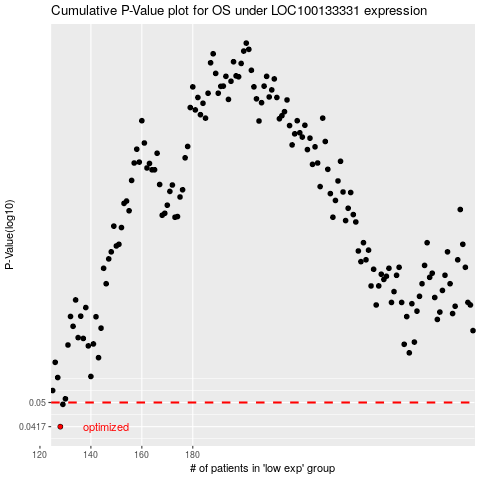 Cumulative P-Value plot for OS under LOC100133331 expression
P-Value(log10)
0.05
0.0417
optimized
120 140 160 180
# of patients in 'low exp' group